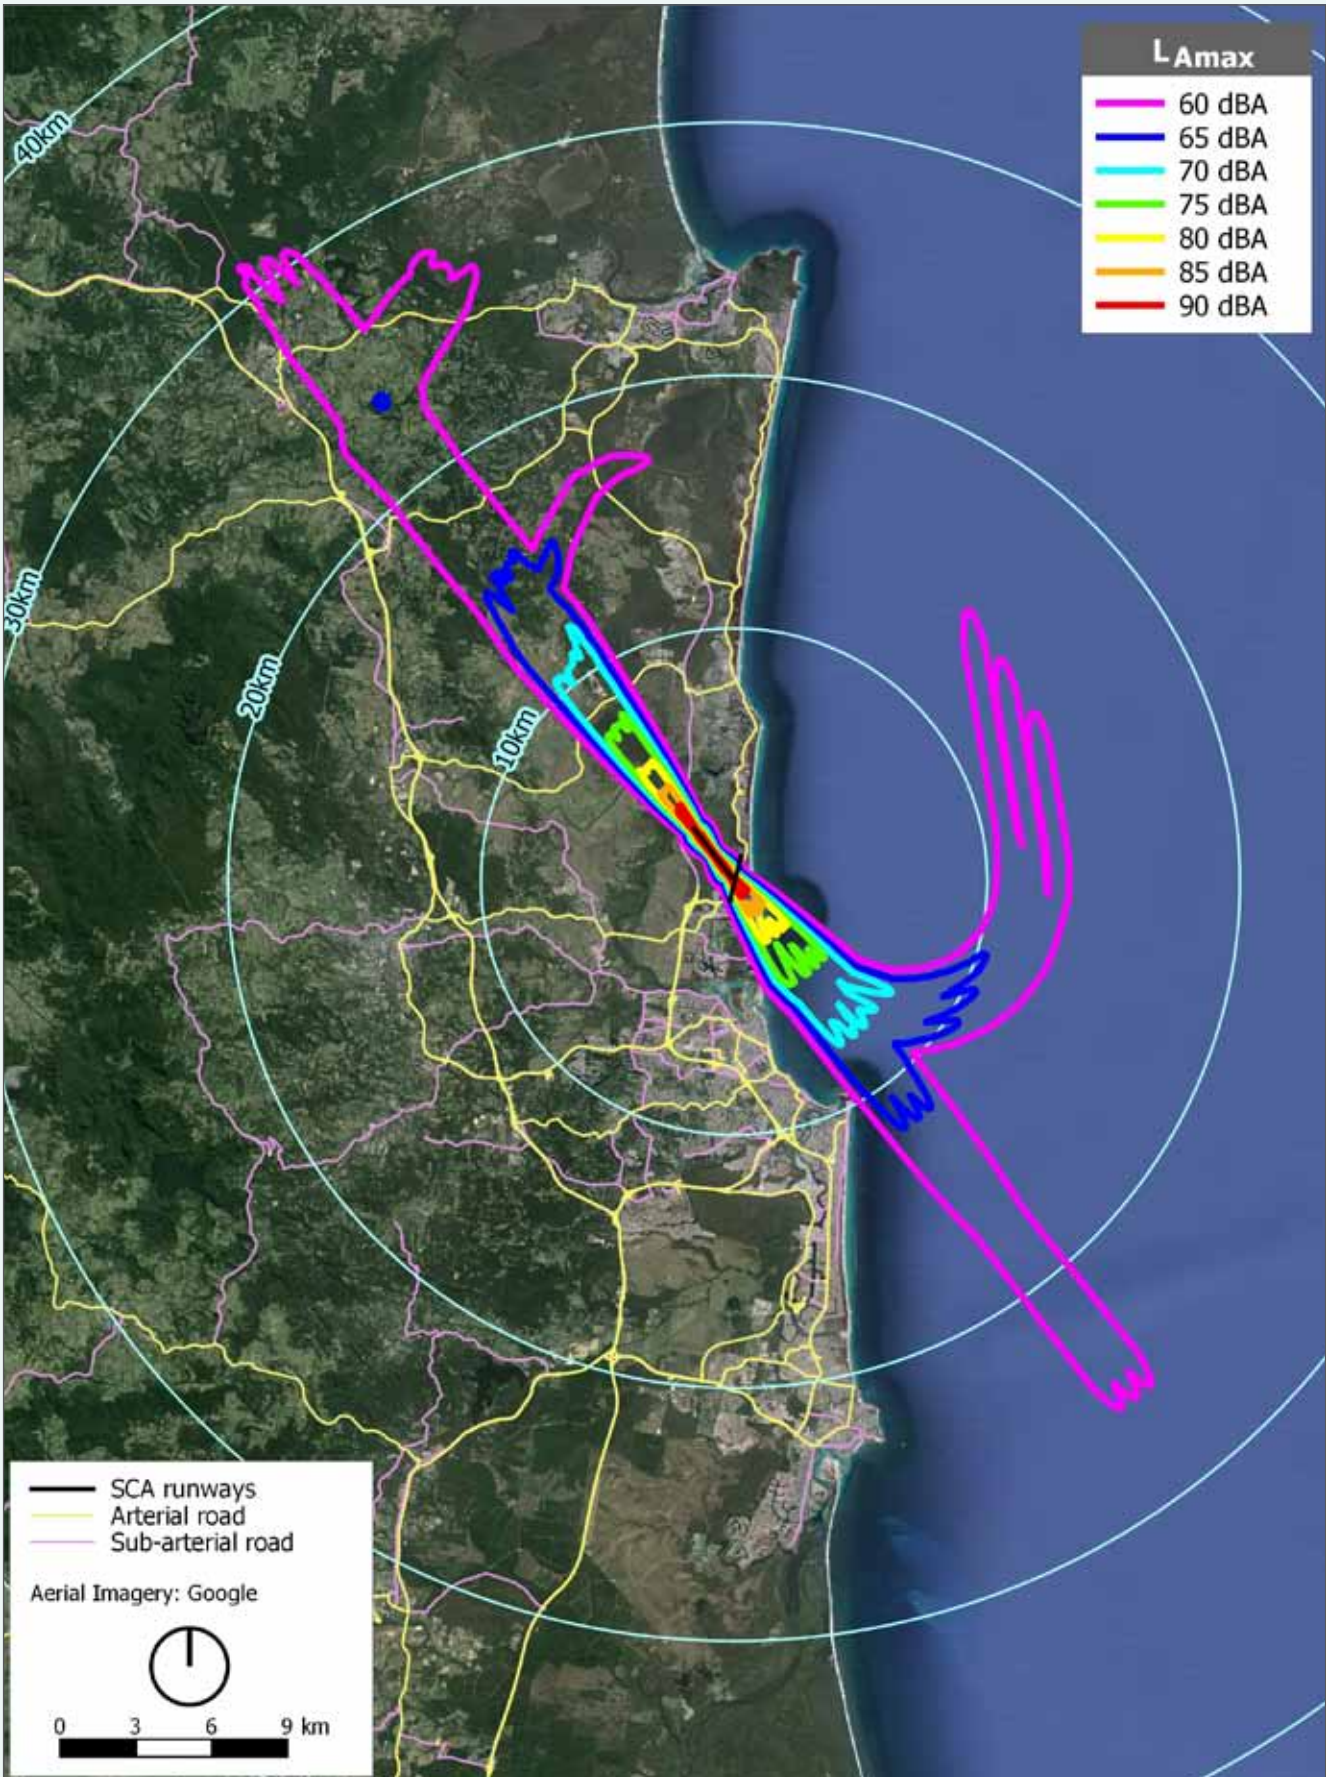 L Amax
60 dBA
65 dBA
70 dBA
75 dBA
80 dBA
85 dBA
90 dBA
40km
30km
20km
10km
SCA runways
Arterial road
Sub-arterial road
Aerial Imagery: Google
0 3 6 9 km